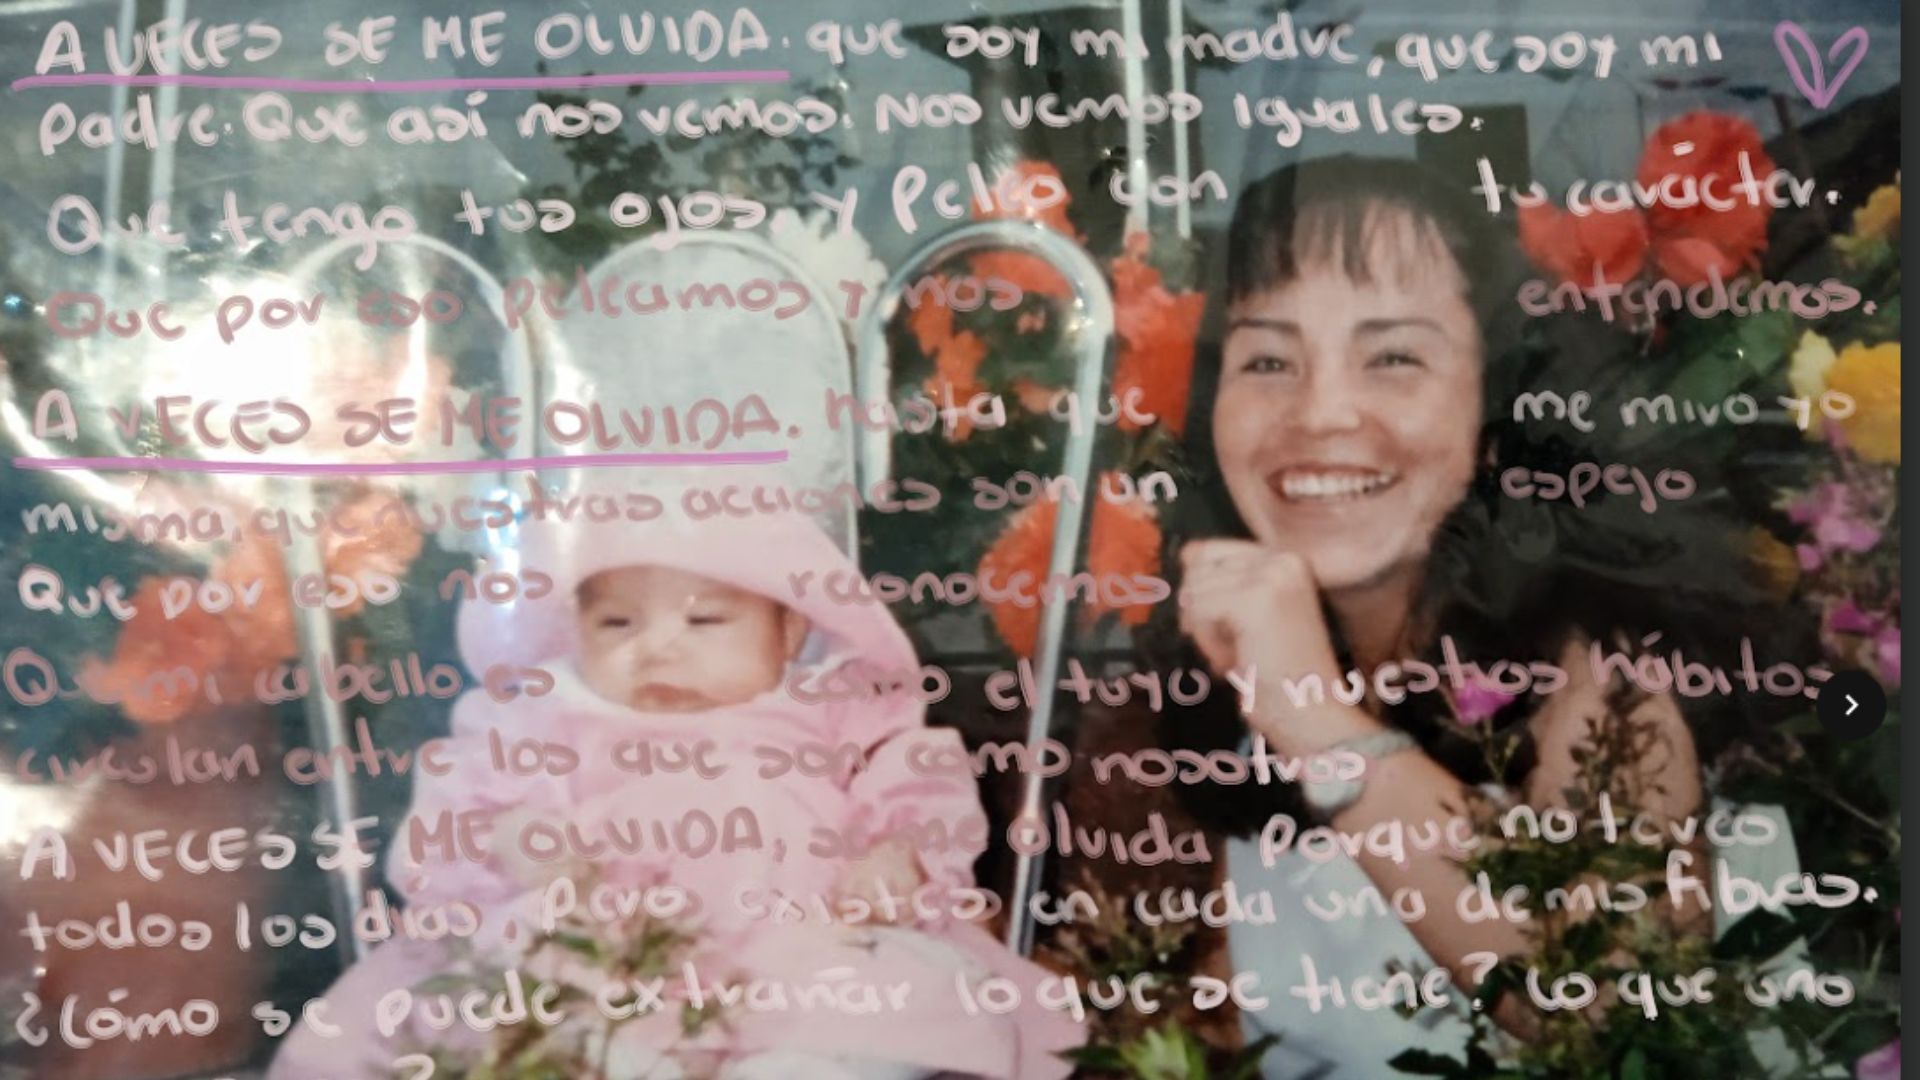 A VECES SE ME OLVIDA. que soy mi madre, que soy mi
padre. Que así nos vemos. Nos vemos iguales.
Que tengo tus ojos, y peleo con tu carácter.
Que por eso peleamos y nos entendemos.
A VECES SE ME OLVIDA. hasta que me miro yo
misma, que nuestras acciones son un espejo
Que por eso nos reconocemos
Que mi cabello es como el tuyo y nuestros hábitos
circulan entre los que son como nosotros
A VECES SE ME OLVIDA, se me olvida porque no te veo
todos los días, pero existes en cada una de mis fibras.
¿Cómo se puede extrañar lo que se tiene? Lo que uno